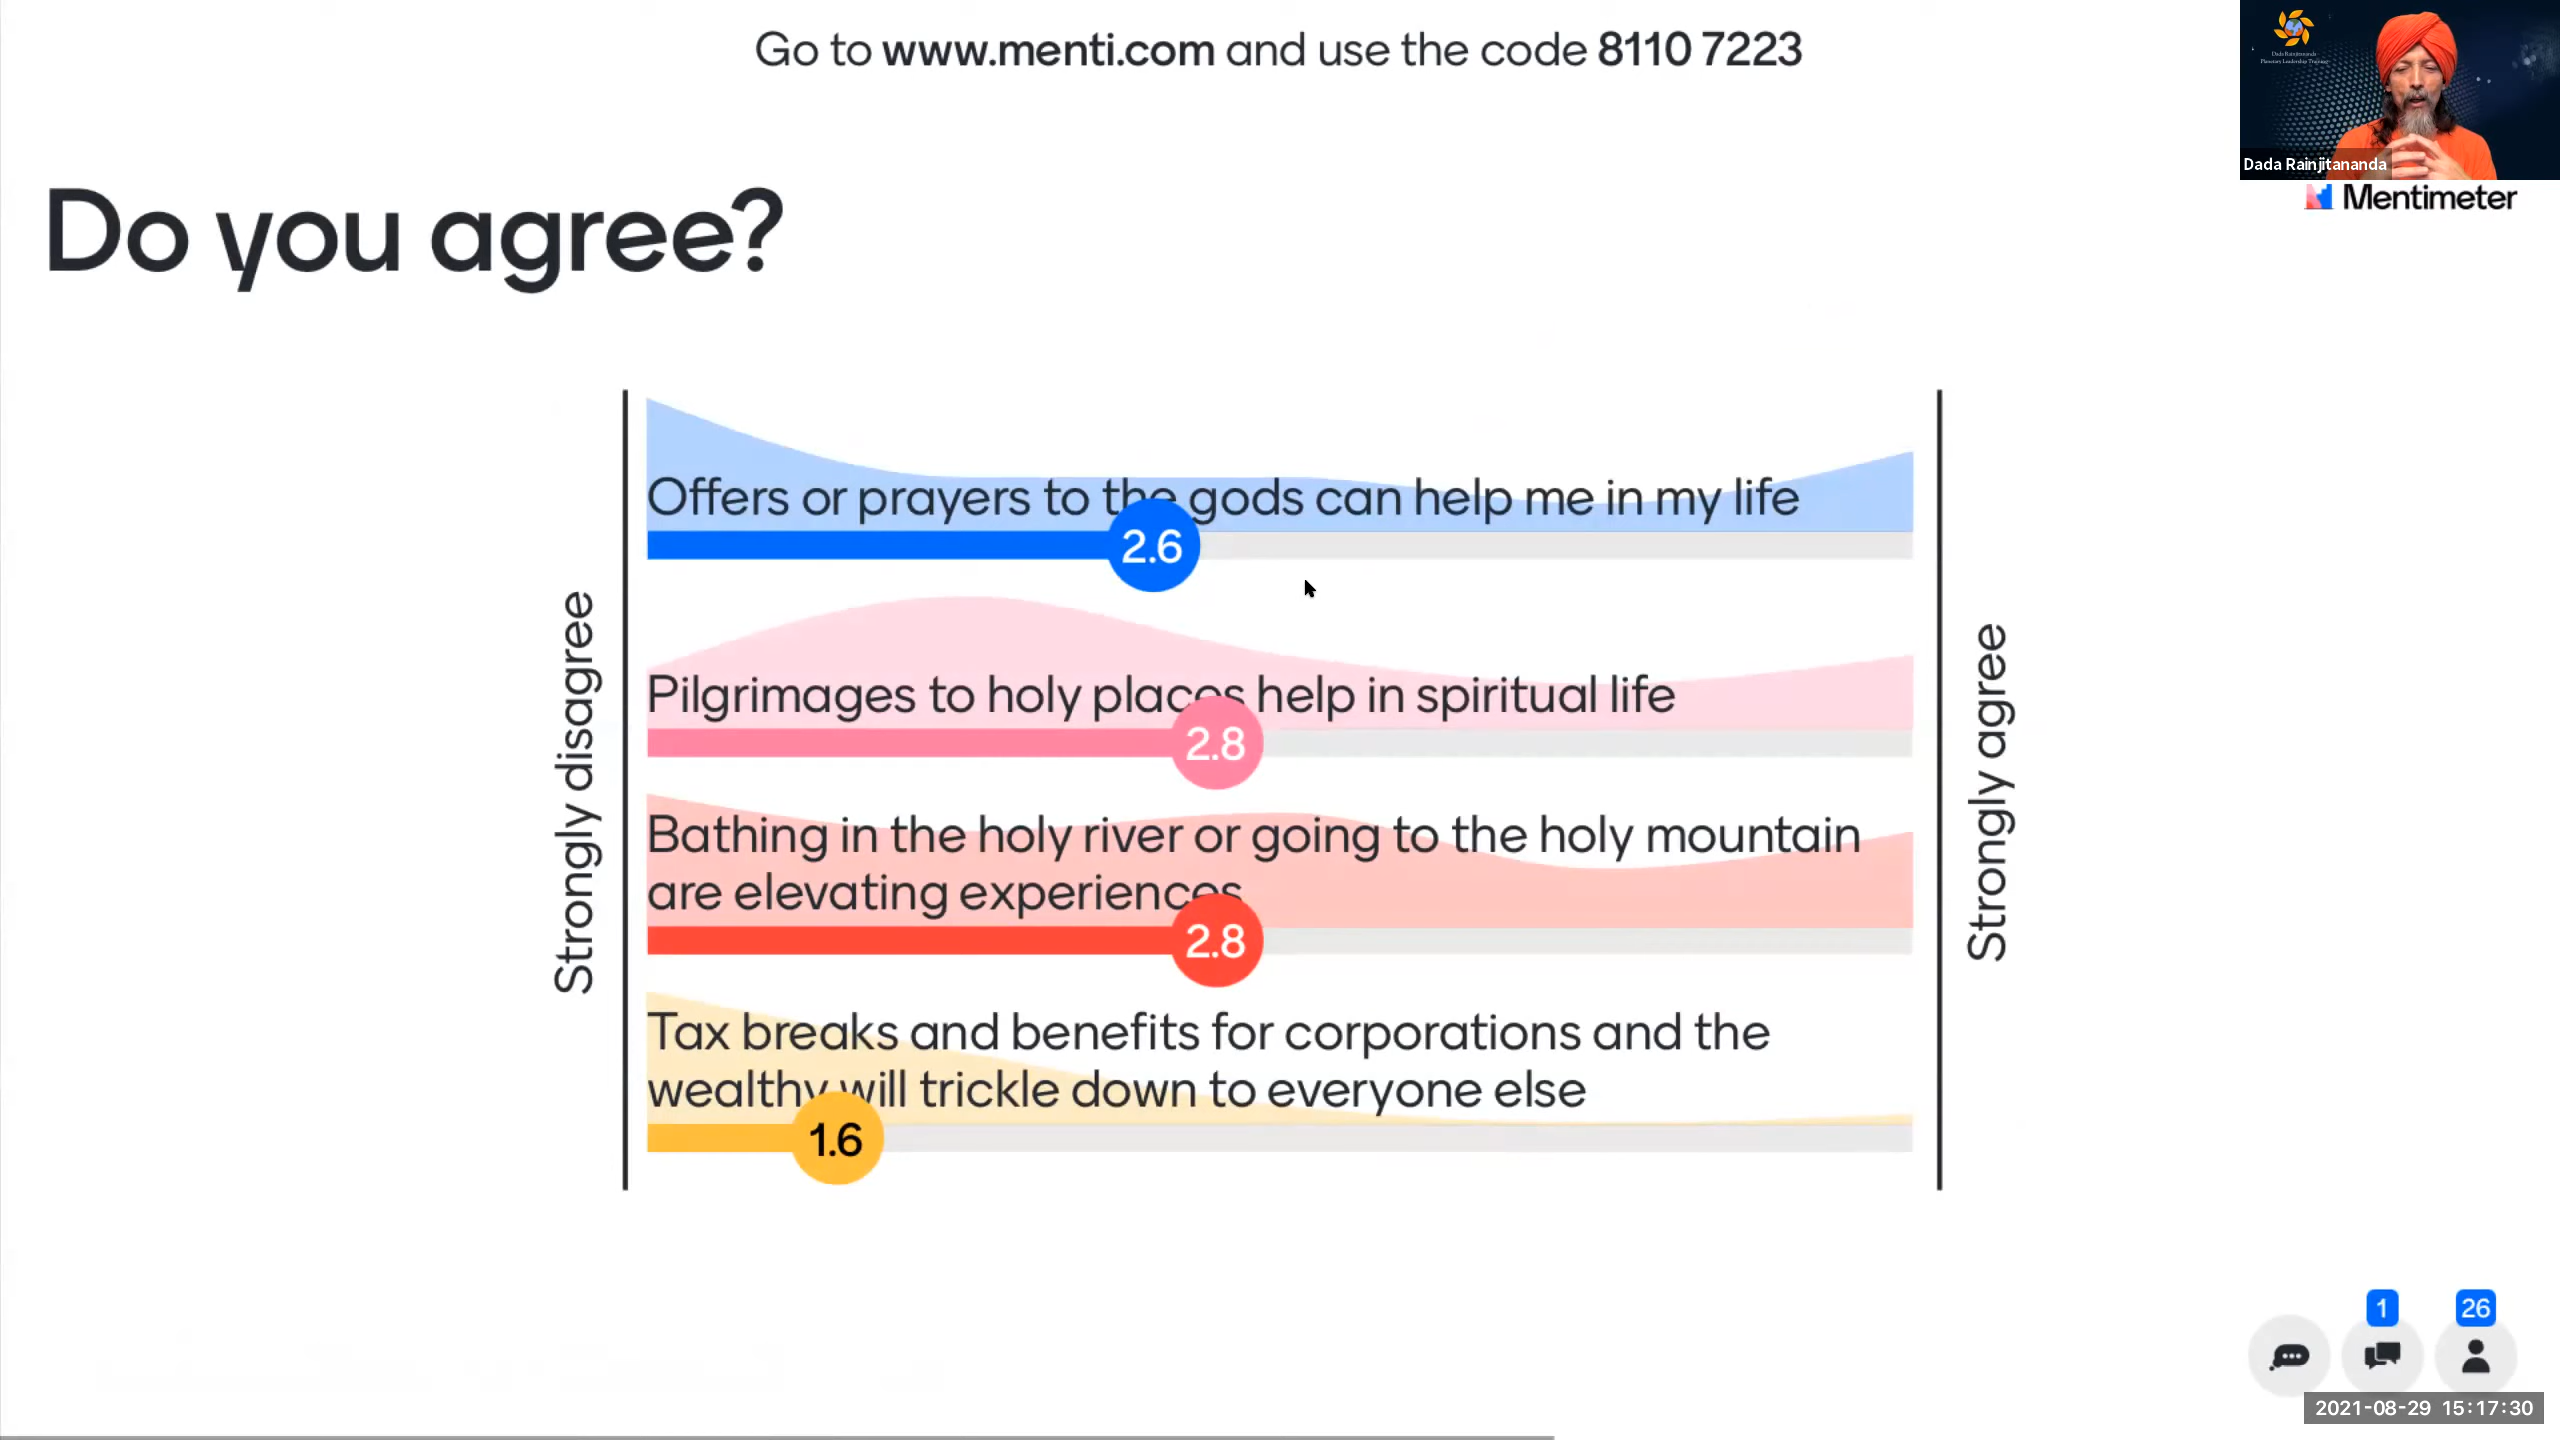 Go to www.menti.com and use the code 8110 7223
Dada Rainjitananda
Mentimeter
Do you agree?
Strongly disagree
Offers or prayers to the gods can help me in my life
2.6
Pilgrimages to holy places help in spiritual life
2.8
Bathing in the holy river or going to the holy mountain
are elevating experiences
2.8
Tax breaks and benefits for corporations and the
wealthy will trickle down to everyone else
1.6
Strongly agree
1
26
2021-08-29 15:17:30